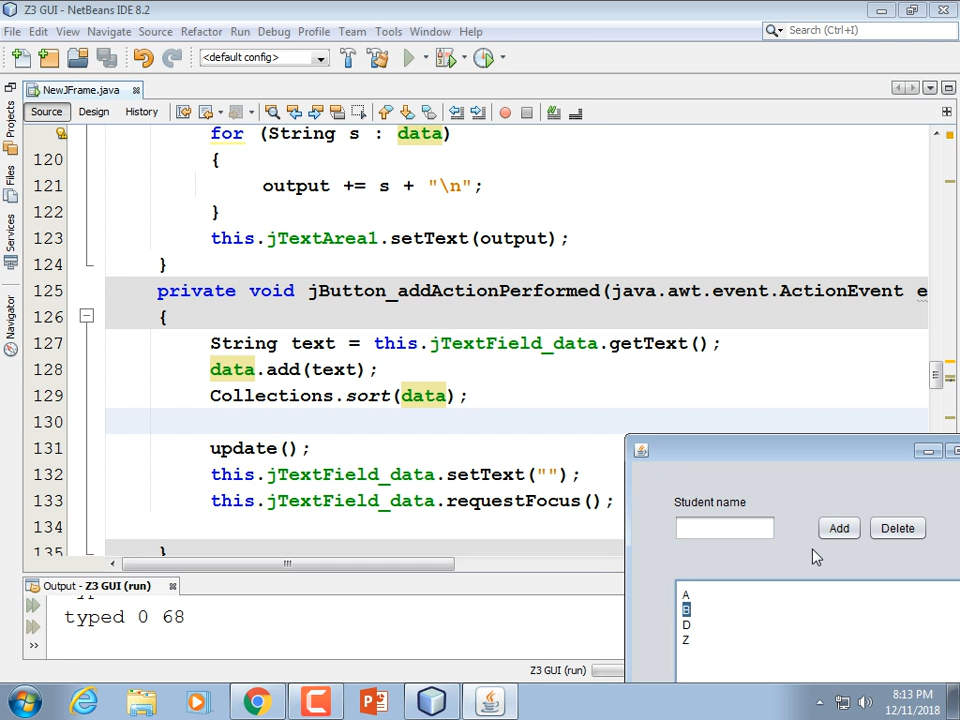 Z3 GUI - NetBeans IDE 8.2
File Edit View Navigate Source Refactor Run Debug Profile Team Tools Window Help
Search (Ctrl+I)
<default config>
NewJFrame.java
Source Design History
Projects
Files
Services
Navigator
for (String s : data)
120 {
121 output += s + "\n";
122 }
123 this.jTextArea1.setText(output);
124 }
125 private void jButton_addActionPerformed(java.awt.event.ActionEvent e
126 {
127 String text = this.jTextField_data.getText();
128 data.add(text);
129 Collections.sort(data);
130
131 update();
132 this.jTextField_data.setText("");
133 this.jTextField_data.requestFocus();
134
135 }
Output - Z3 GUI (run)
typed 0 68
Z3 GUI (run)
Student name
Add Delete
A
B
D
Z
8:13 PM
12/11/2018